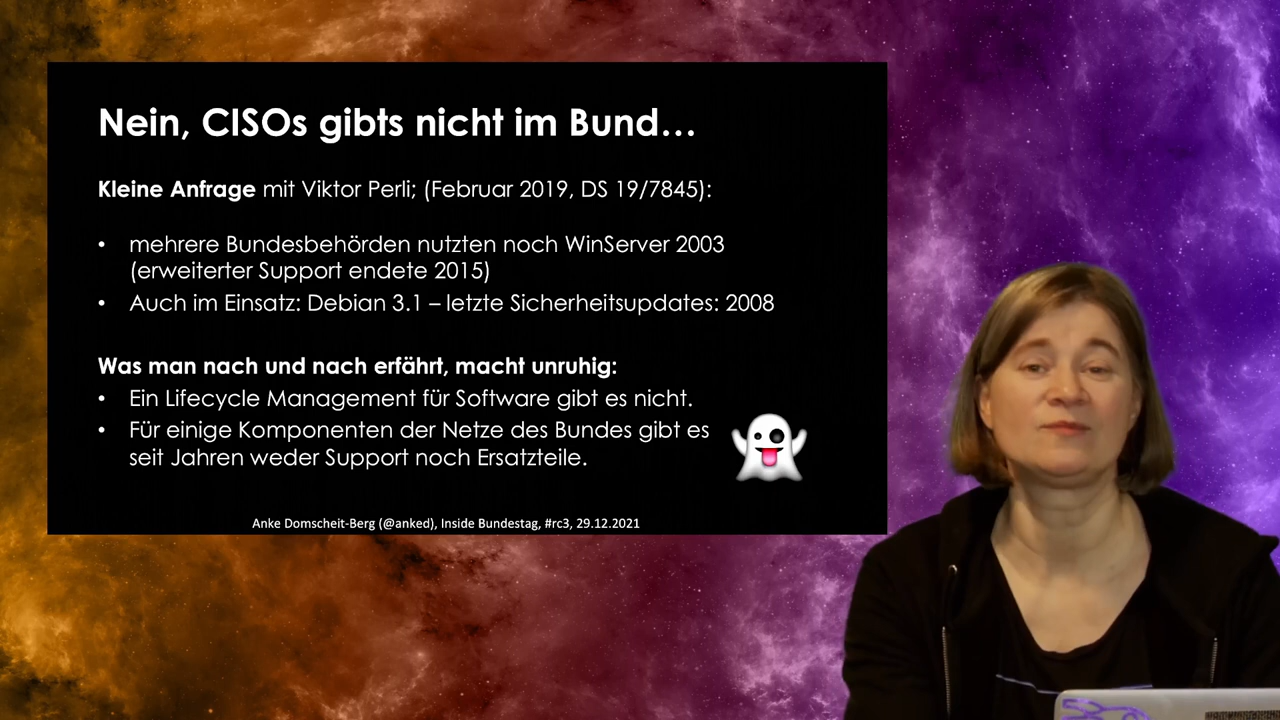 Nein, CISOs gibts nicht im Bund…
Kleine Anfrage mit Viktor Perli; (Februar 2019, DS 19/7845):
• mehrere Bundesbehörden nutzten noch WinServer 2003
(erweiterter Support endete 2015)
• Auch im Einsatz: Debian 3.1 – letzte Sicherheitsupdates: 2008
Was man nach und nach erfährt, macht unruhig:
• Ein Lifecycle Management für Software gibt es nicht.
• Für einige Komponenten der Netze des Bundes gibt es
seit Jahren weder Support noch Ersatzteile.
Anke Domscheit-Berg (@anked), Inside Bundestag, #rc3, 29.12.2021